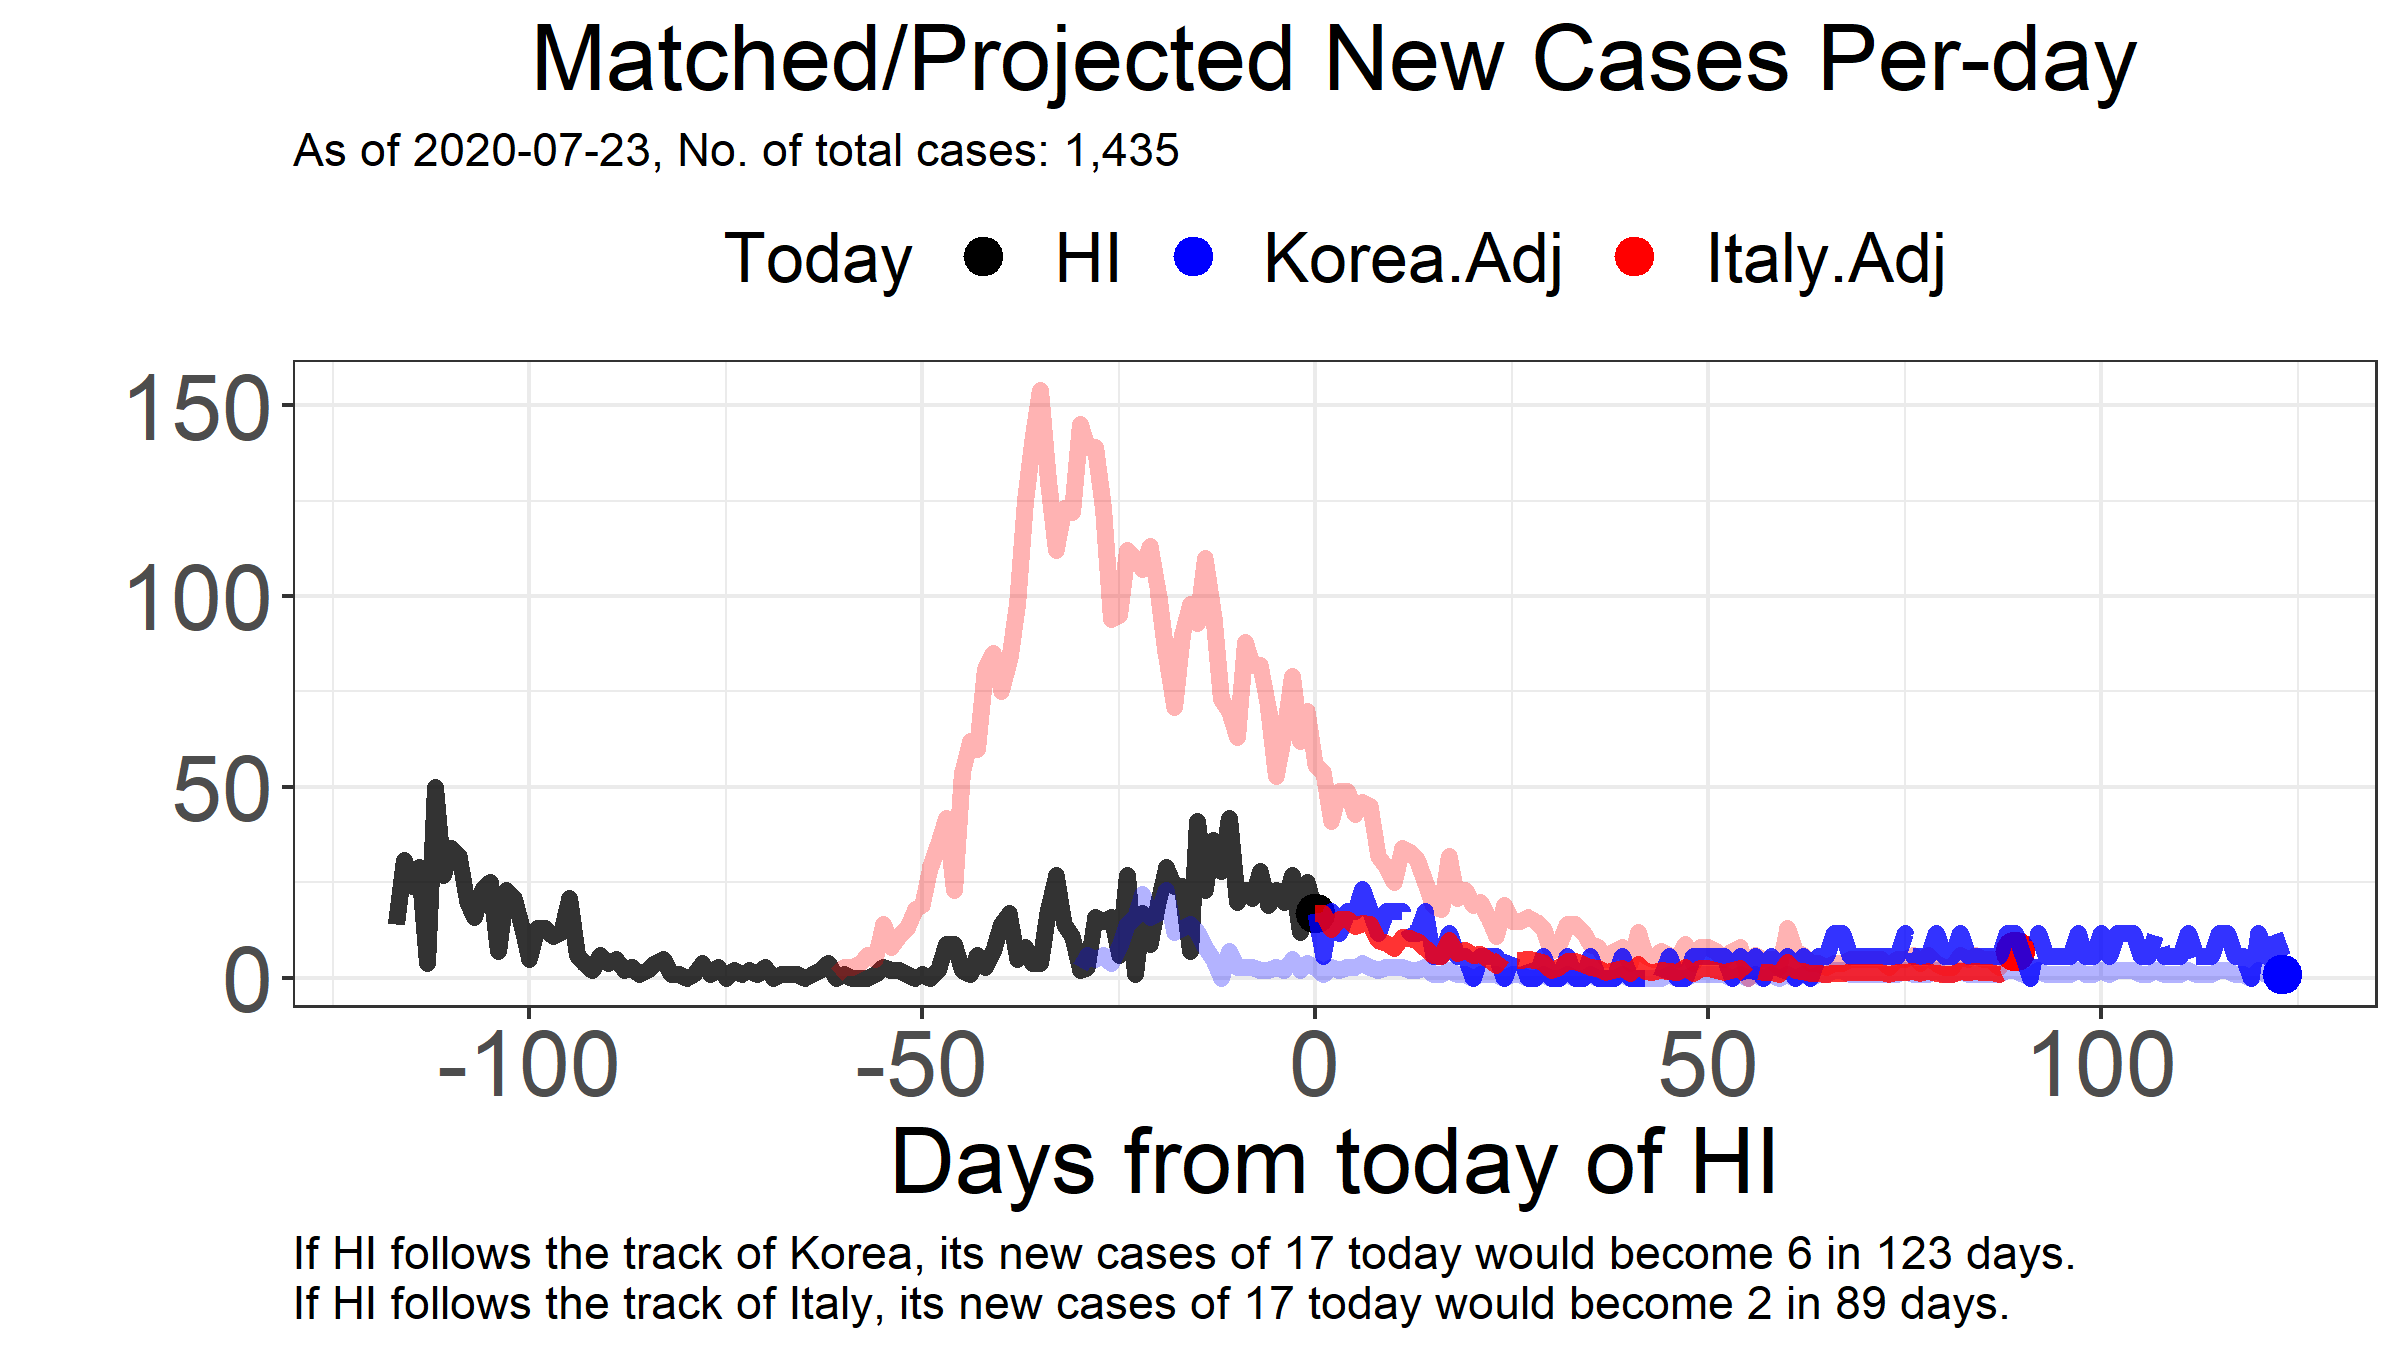 Matched/Projected New Cases Per-day
As of 2020-07-23, No. of total cases: 1,435
Today HI Korea.Adj Italy.Adj
150
100
50
0
-100 -50 0 50 100
Days from today of HI
If HI follows the track of Korea, its new cases of 17 today would become 6 in 123 days.
If HI follows the track of Italy, its new cases of 17 today would become 2 in 89 days.